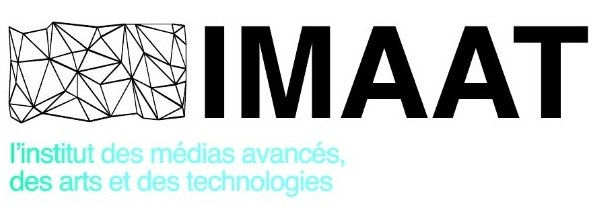 IMAAT
l'institut des médias avancés,
des arts et des technologies